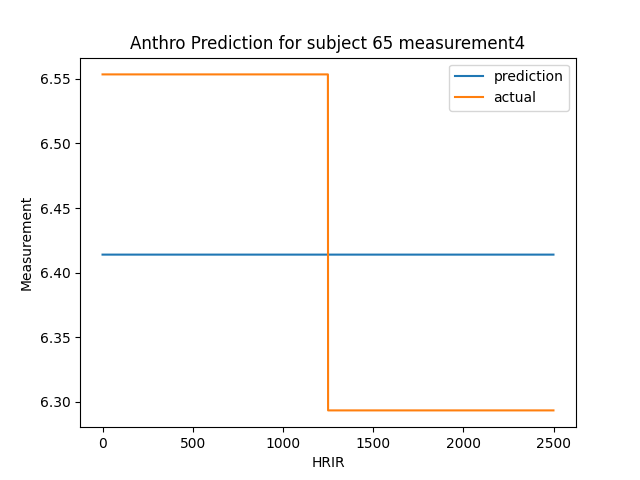 Anthro Prediction for subject 65 measurement4
prediction
actual
Measurement
6.55
6.50
6.45
6.40
6.35
6.30
0 500 1000 1500 2000 2500
HRIR